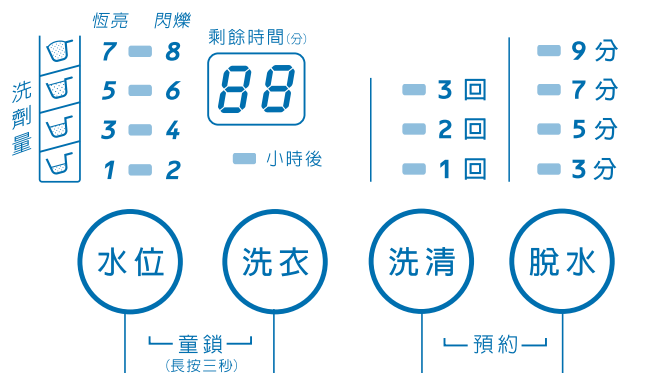 恆亮 閃爍
洗劑量
7 8
5 6
3 4
1 2
剩餘時間(分)
88
小時後
3 回
2 回
1 回
9 分
7 分
5 分
3 分
水位 洗衣 洗清 脫水
童鎖
(長按三秒)
預約